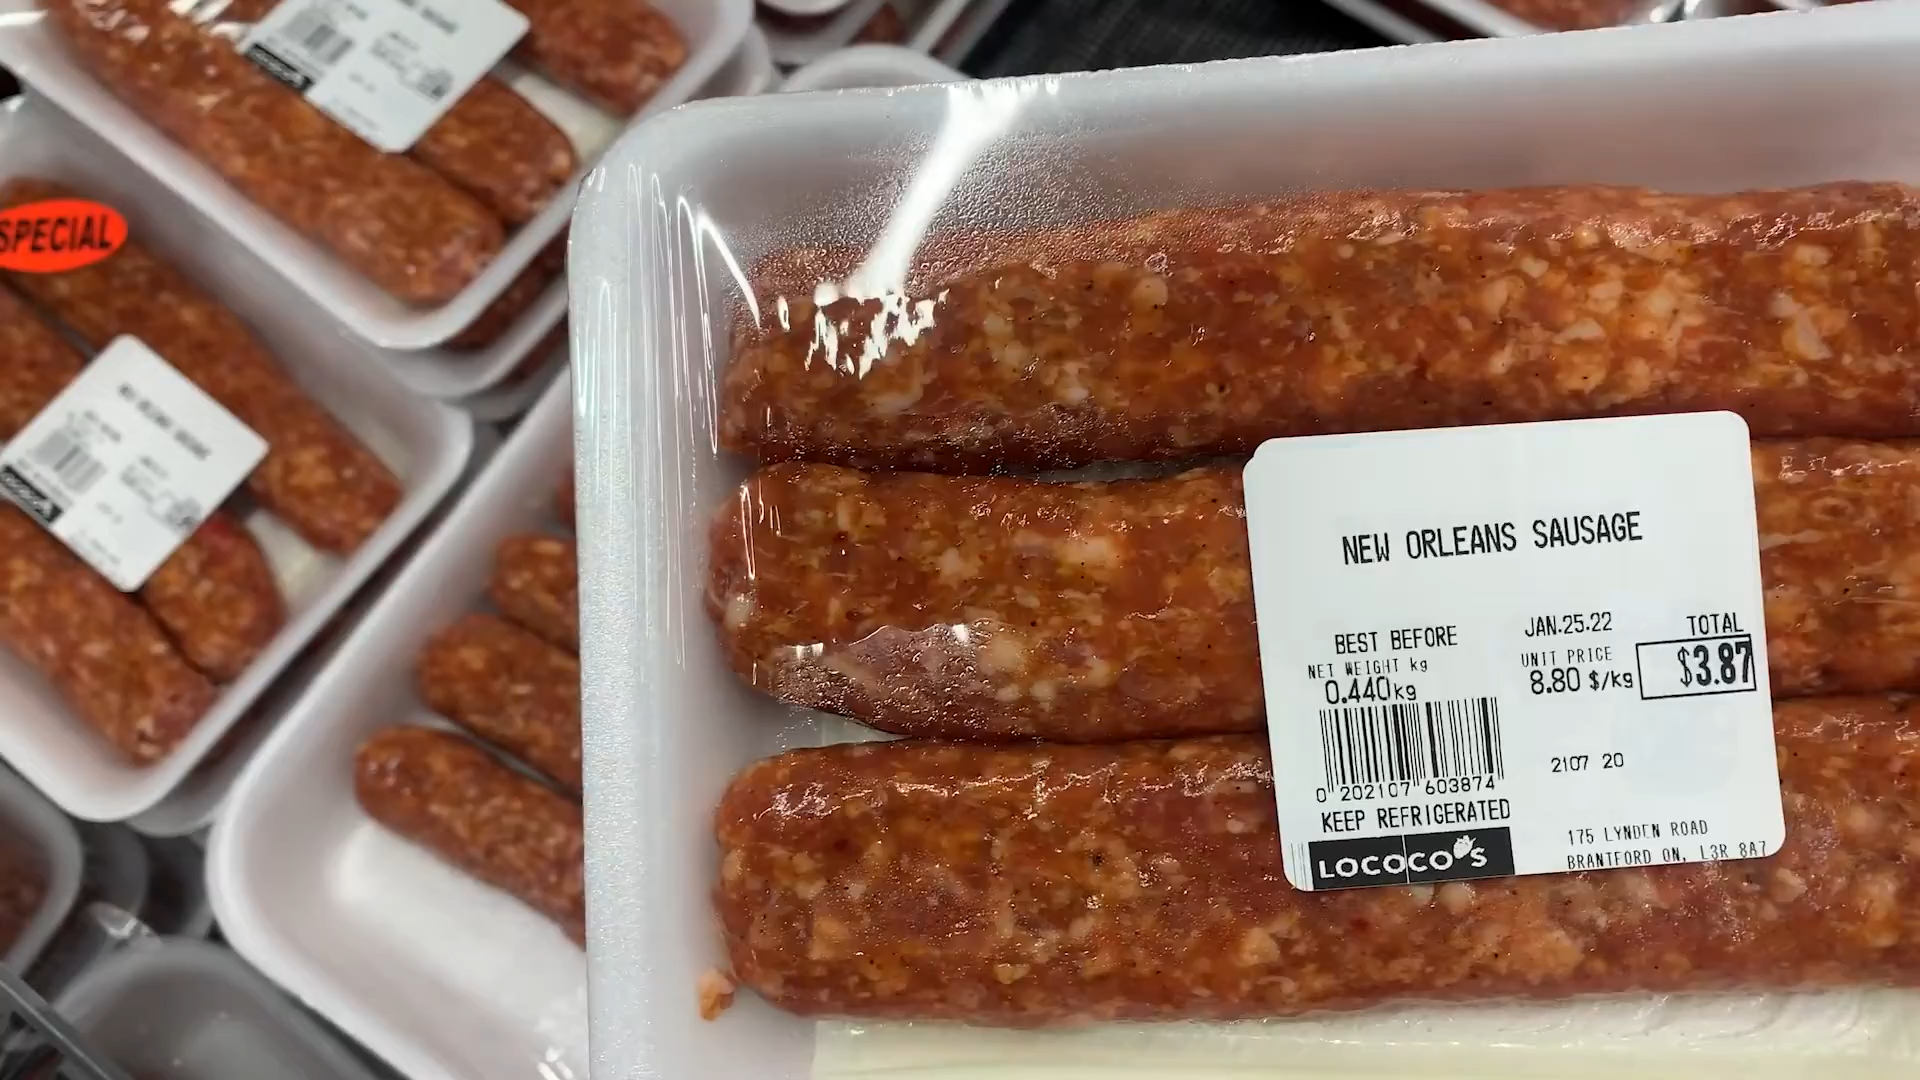 SPECIAL
NEW ORLEANS SAUSAGE
BEST BEFORE JAN.25.22 TOTAL
NET WEIGHT kg UNIT PRICE $3.87
0.440kg 8.80 $/kg
0 202107 603874
2107 20
KEEP REFRIGERATED
LOCOCO'S
175 LYNDEN ROAD
BRANTFORD ON, L3R 8A7